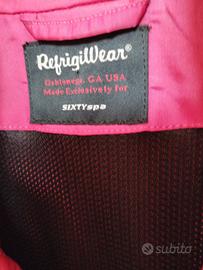 RefrigiWear
Dahlonega, GA USA
Made Exclusively for
SIXTYspa
subito